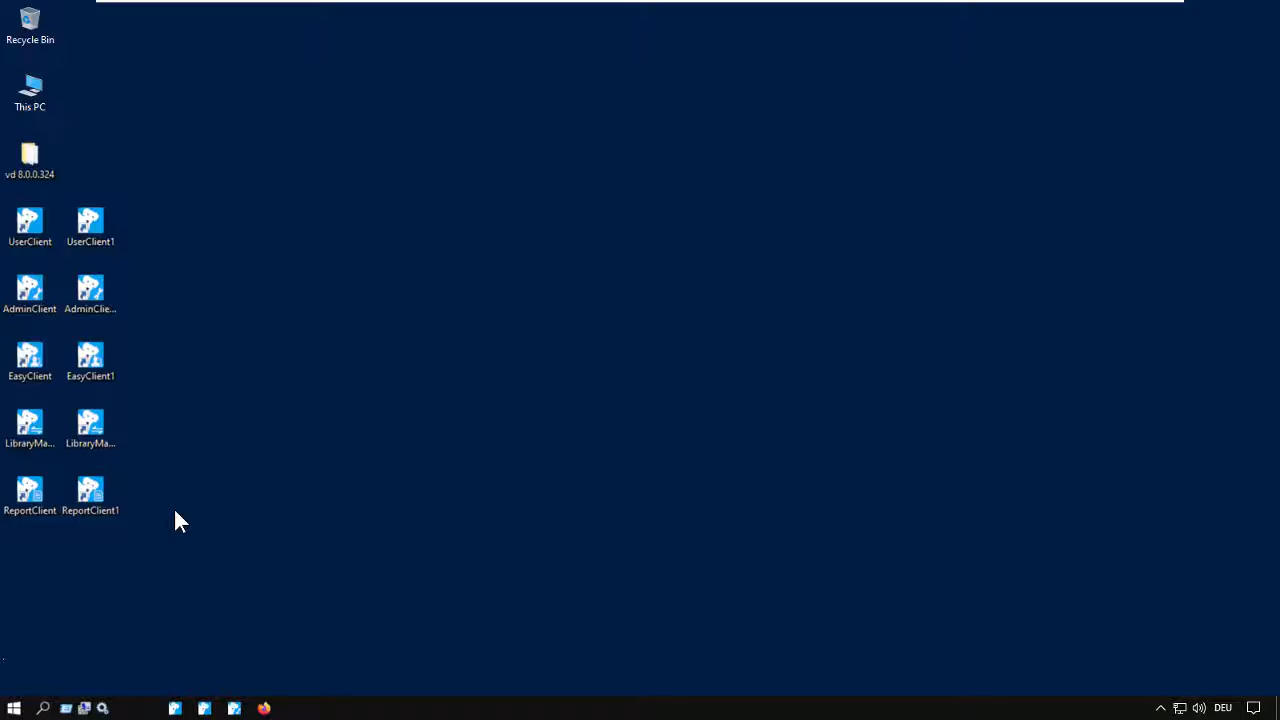 Recycle Bin
This PC
vd 8.0.0.324
UserClient
UserClient1
AdminClient
AdminClie...
EasyClient
EasyClient1
LibraryMa...
LibraryMa...
ReportClient
ReportClient1
DEU